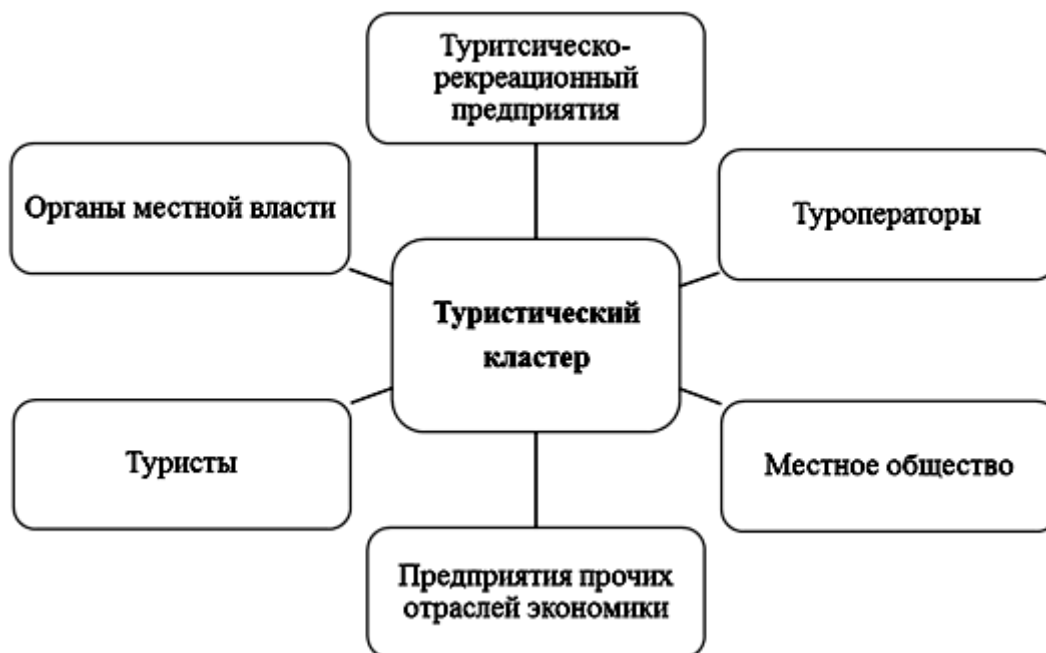 Туритсическо-
рекреационный
предприятия
Органы местной власти
Туроператоры
Туристический
кластер
Туристы
Местное общество
Предприятия прочих
отраслей экономики